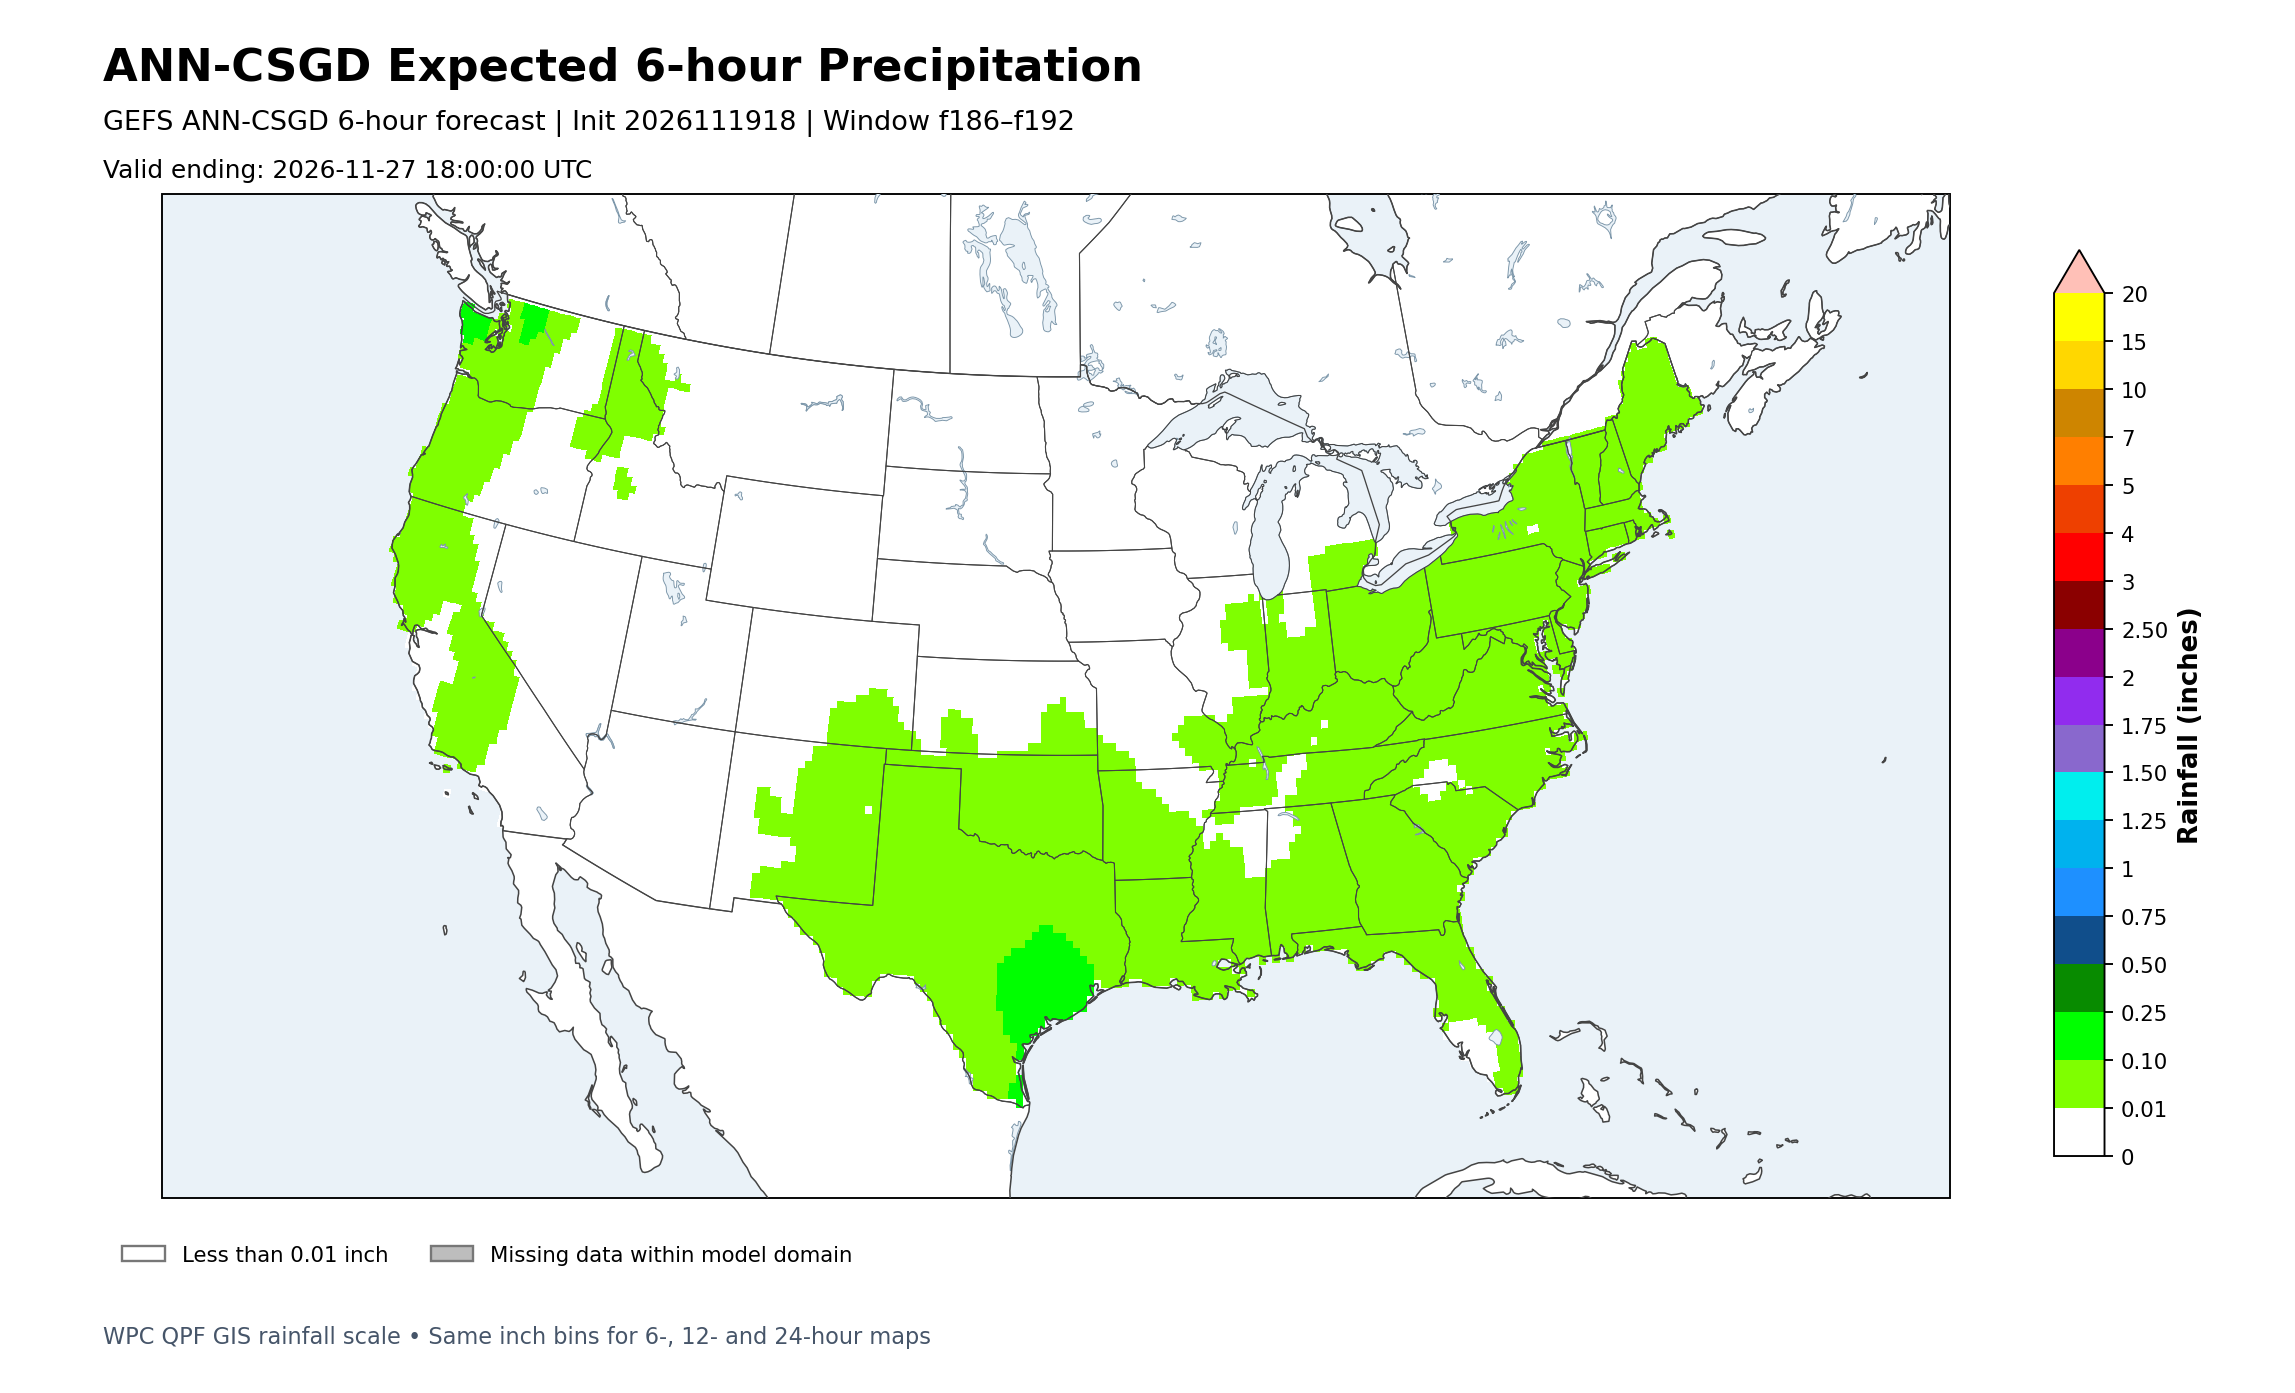 ANN-CSGD Expected 6-hour Precipitation
GEFS ANN-CSGD 6-hour forecast | Init 2026111918 | Window f186–f192
Valid ending: 2026-11-27 18:00:00 UTC
20
15
10
7
5
4
3
2.50
2
1.75
1.50
1.25
1
0.75
0.50
0.25
0.10
0.01
0
Rainfall (inches)
Less than 0.01 inch
Missing data within model domain
WPC QPF GIS rainfall scale • Same inch bins for 6-, 12- and 24-hour maps